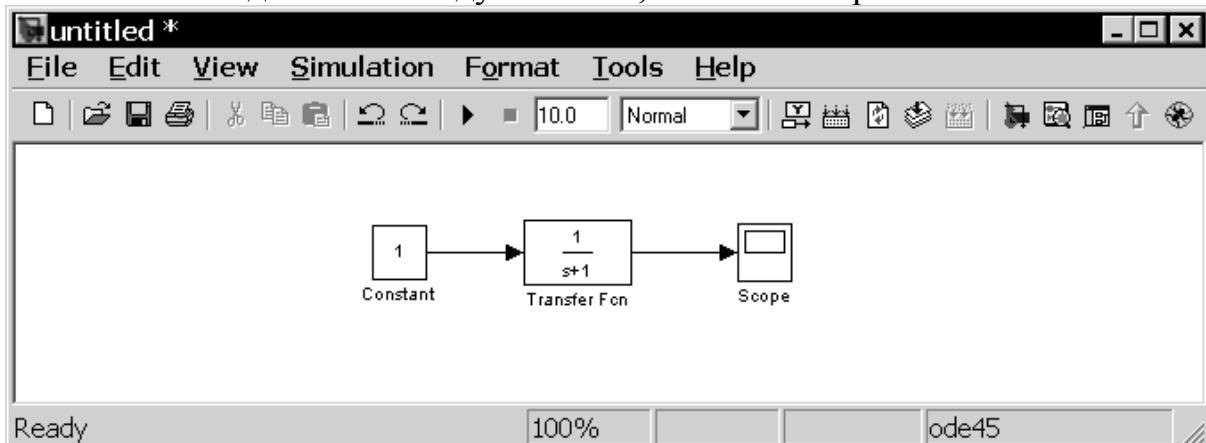 untitled *
File Edit View Simulation Format Tools Help
10.0 Normal
1
1
s+1
Constant
Transfer Fcn
Scope
Ready 100% ode45